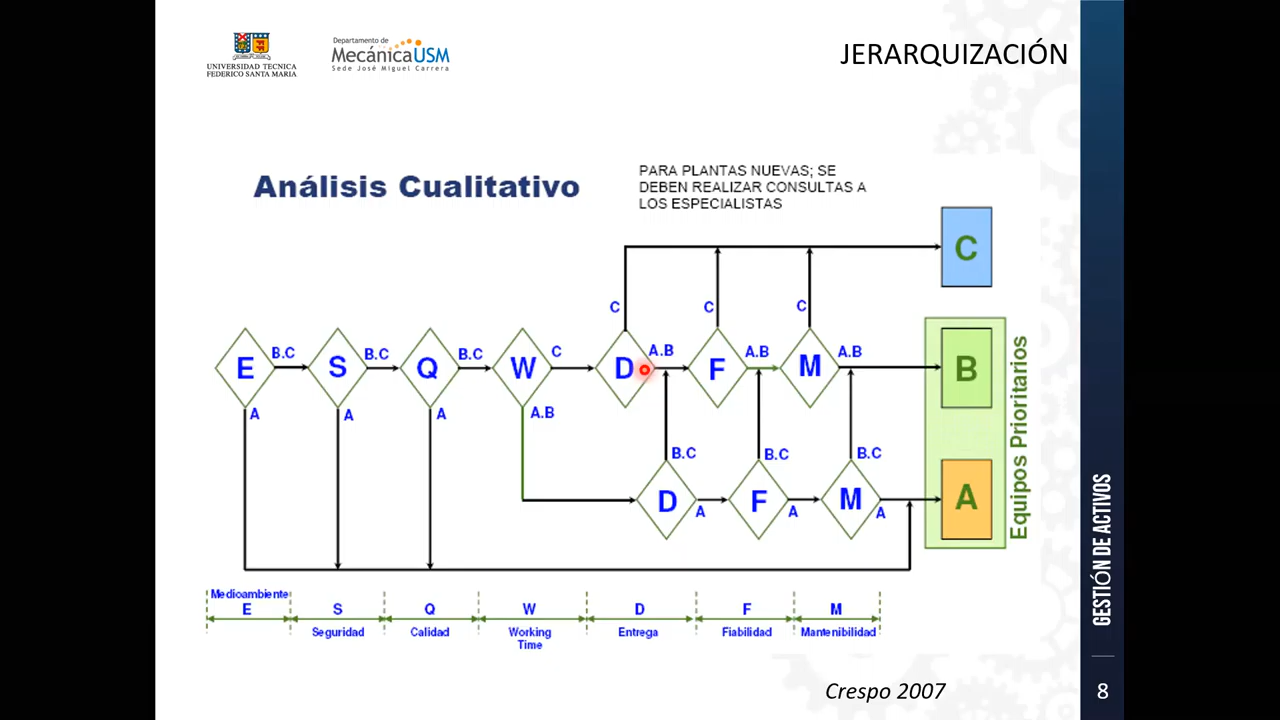 UNIVERSIDAD TECNICA
FEDERICO SANTA MARIA
Departamento de
MecánicaUSM
Sede José Miguel Carrera
JERARQUIZACIÓN
Análisis Cualitativo
PARA PLANTAS NUEVAS; SE
DEBEN REALIZAR CONSULTAS A
LOS ESPECIALISTAS
C
C C C
E B.C S B.C Q B.C W C D A.B F A.B M A.B B
A A A A.B
B.C B.C B.C
D A F A M A A
Equipos Prioritarios
Medioambiente
E S Q W D F M
Seguridad Calidad Working Entrega Fiabilidad Mantenibilidad
Time
Crespo 2007
GESTIÓN DE ACTIVOS
8